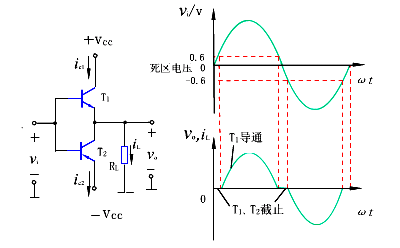 +Vcc
ic1
T1
+
vi
−
T2
ic2
RL
iL
+
vo
−
−Vcc
vi/v
0.6
死区电压 0
-0.6
ωt
vo,iL
T1导通
0
T1、T2截止
ωt